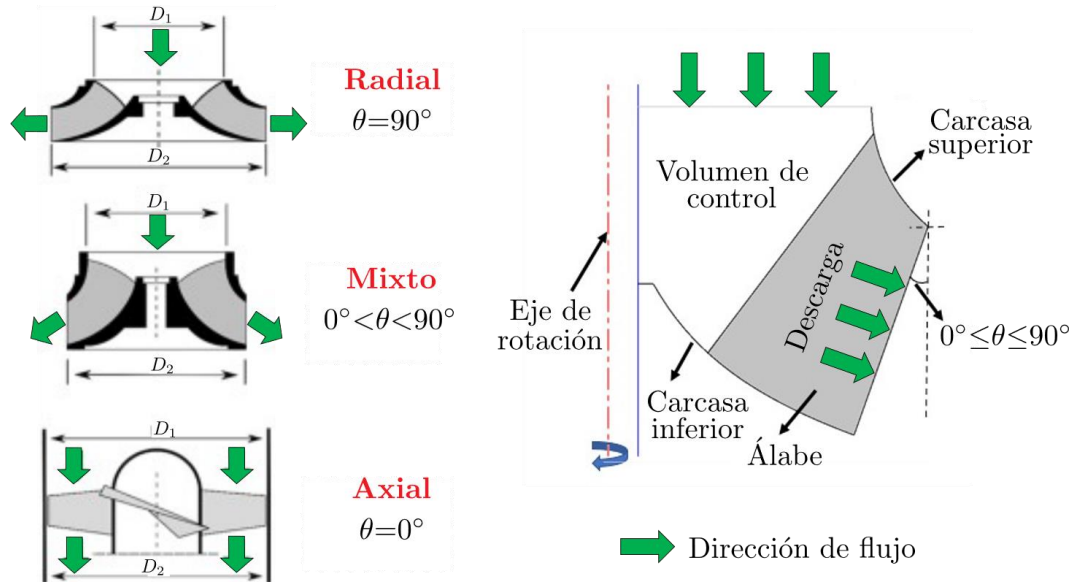 D₁
Radial
θ=90°
D₂
D₁
Mixto
0°<θ<90°
D₂
D₁
Axial
θ=0°
D₂
Carcasa
superior
Volumen de
control
Descarga
Eje de
rotación
0°≤θ≤90°
Carcasa
inferior
Álabe
Dirección de flujo